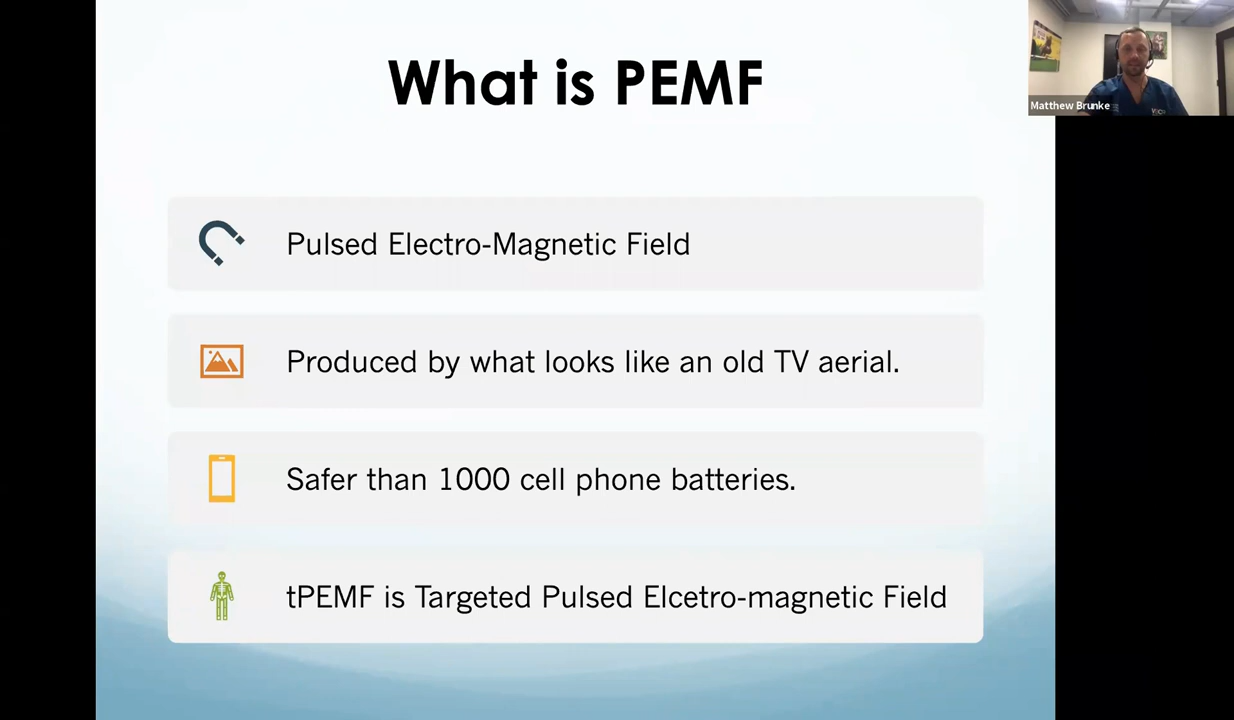 What is PEMF
Matthew Brunke
Pulsed Electro-Magnetic Field
Produced by what looks like an old TV aerial.
Safer than 1000 cell phone batteries.
tPEMF is Targeted Pulsed Elcetro-magnetic Field